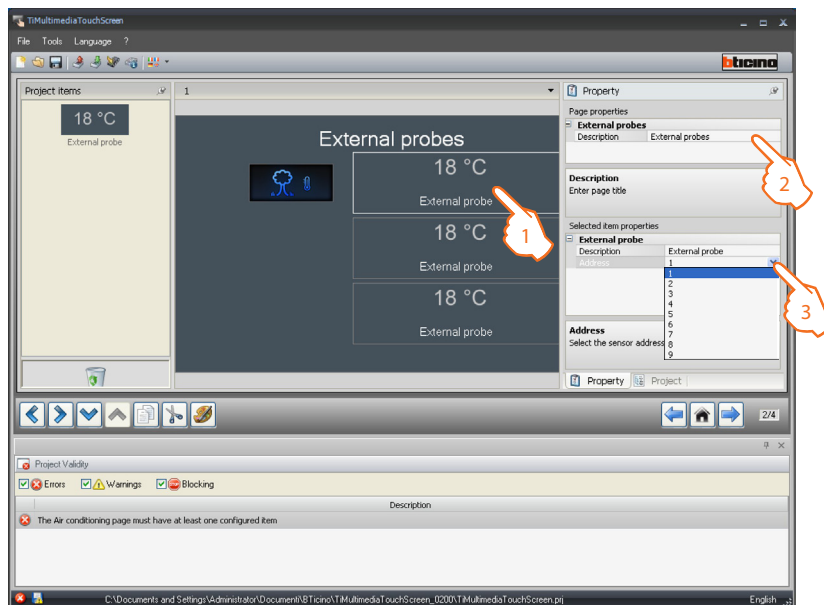 TiMultimediaTouchScreen
File Tools Language ?
bticino
Project items
18 °C
External probe
1
External probes
18 °C
External probe
18 °C
External probe
18 °C
External probe
1
Property
Page properties
External probes
Description External probes
2
Description
Enter page title
Selected item properties
External probe
Description External probe
Address 1
1
2
3
4
5
6
7
8
9
3
Address
Select the sensor address
Property Project
2/4
Project Validity
Errors Warnings Blocking
Description
The Air conditioning page must have at least one configured item
C:\Documents and Settings\Administrator\Documenti\BTicino\TiMultimediaTouchScreen_0200\TiMultimediaTouchScreen.prj
English